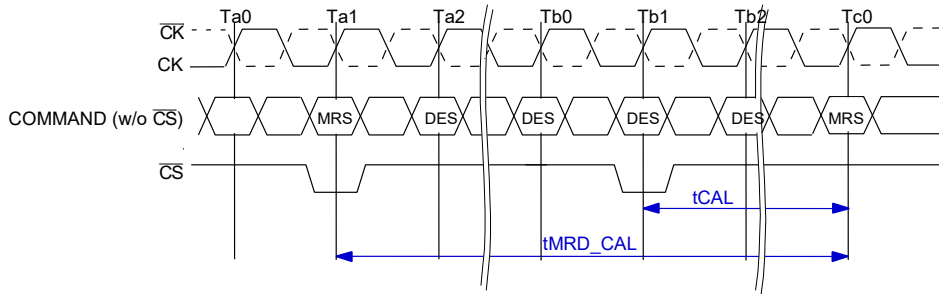 Ta0 Ta1 Ta2 Tb0 Tb1 Tb2 Tc0
CK
CK
COMMAND (w/o CS) MRS DES DES DES DES MRS
CS
tCAL
tMRD_CAL